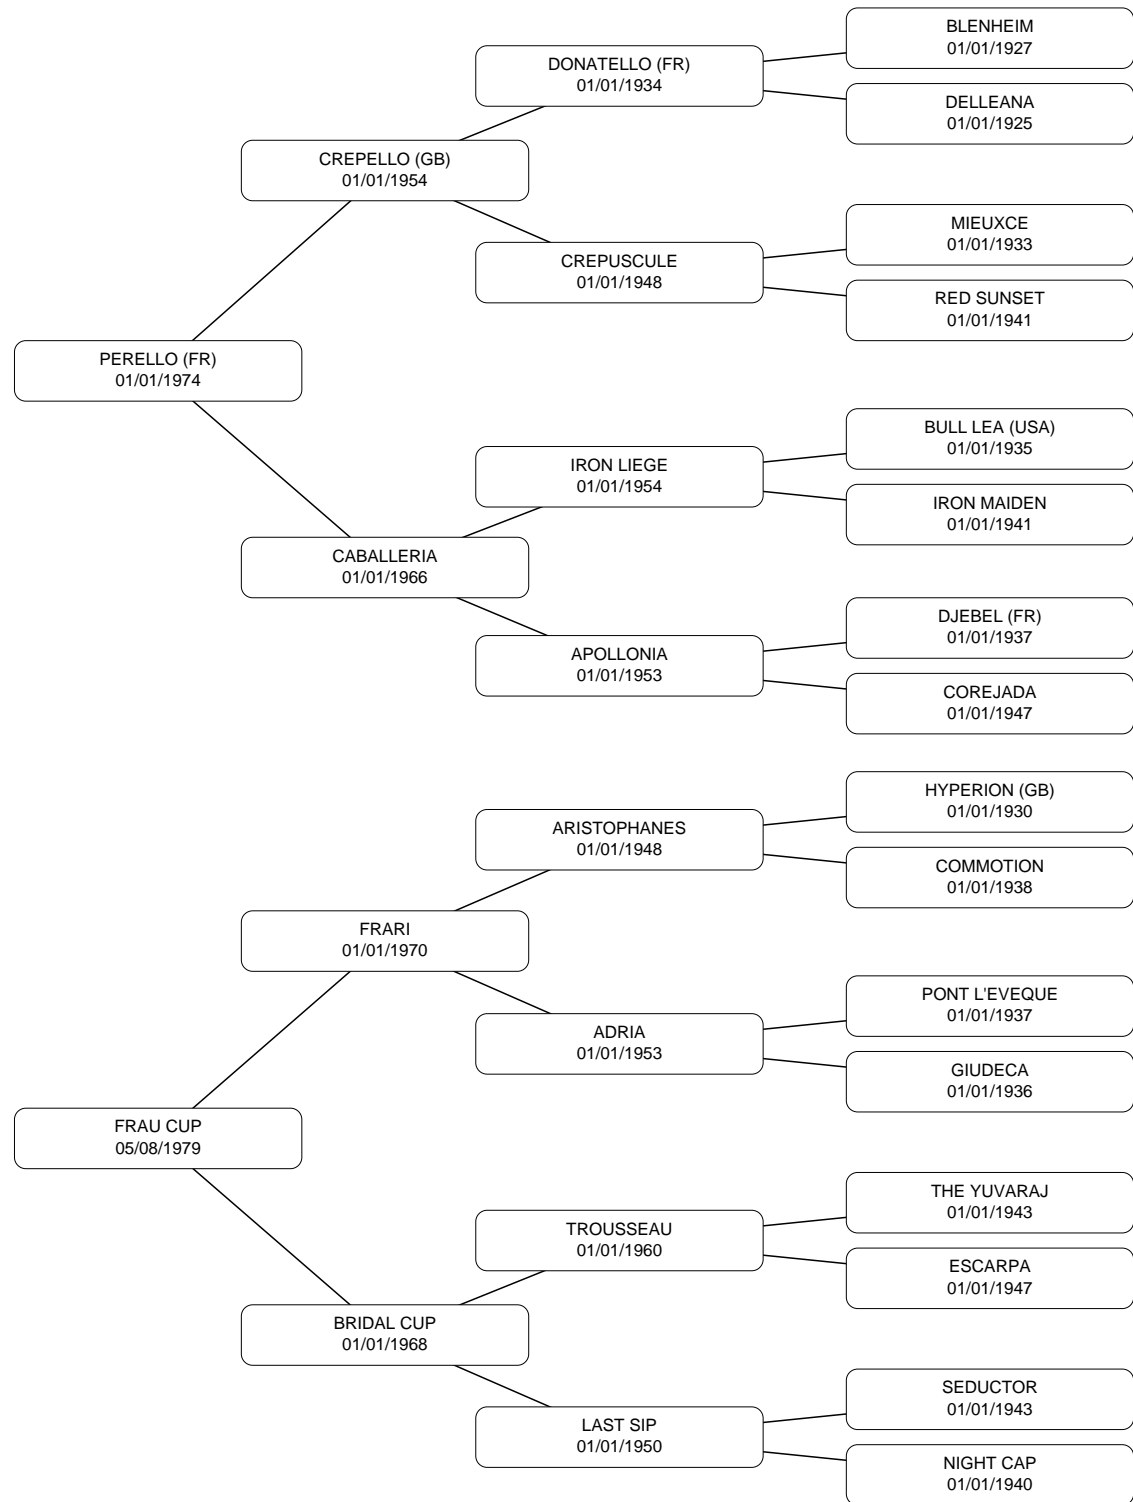 BLENHEIM
01/01/1927
DONATELLO (FR)
01/01/1934
DELLEANA
01/01/1925
CREPELLO (GB)
01/01/1954
MIEUXCE
01/01/1933
CREPUSCULE
01/01/1948
RED SUNSET
01/01/1941
PERELLO (FR)
01/01/1974
BULL LEA (USA)
01/01/1935
IRON LIEGE
01/01/1954
IRON MAIDEN
01/01/1941
CABALLERIA
01/01/1966
DJEBEL (FR)
01/01/1937
APOLLONIA
01/01/1953
COREJADA
01/01/1947
HYPERION (GB)
01/01/1930
ARISTOPHANES
01/01/1948
COMMOTION
01/01/1938
FRARI
01/01/1970
PONT L'EVEQUE
01/01/1937
ADRIA
01/01/1953
GIUDECA
01/01/1936
FRAU CUP
05/08/1979
THE YUVARAJ
01/01/1943
TROUSSEAU
01/01/1960
ESCARPA
01/01/1947
BRIDAL CUP
01/01/1968
SEDUCTOR
01/01/1943
LAST SIP
01/01/1950
NIGHT CAP
01/01/1940